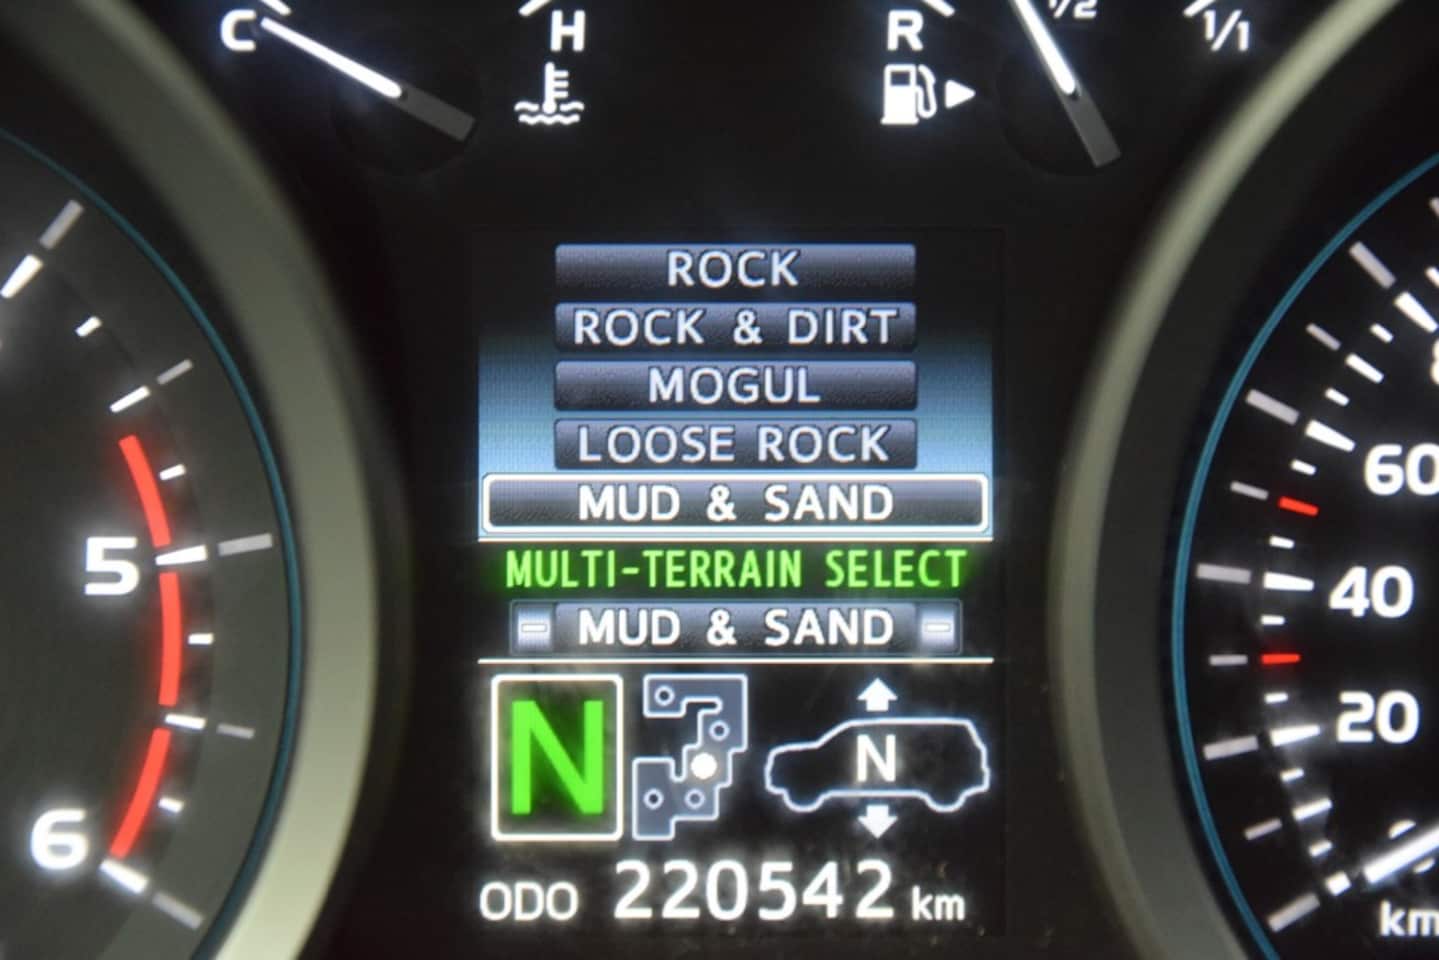 C H R 1/2 1/1
ROCK
ROCK & DIRT
MOGUL
LOOSE ROCK
MUD & SAND
MULTI-TERRAIN SELECT
MUD & SAND
N
N
ODO 220542 km
5
6
60
40
20
km